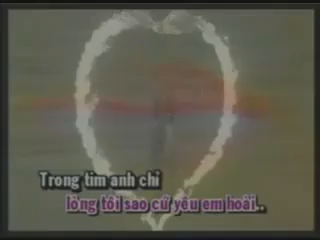 Trong tim anh chỉ
lòng tôi sao cứ yêu em hoài..